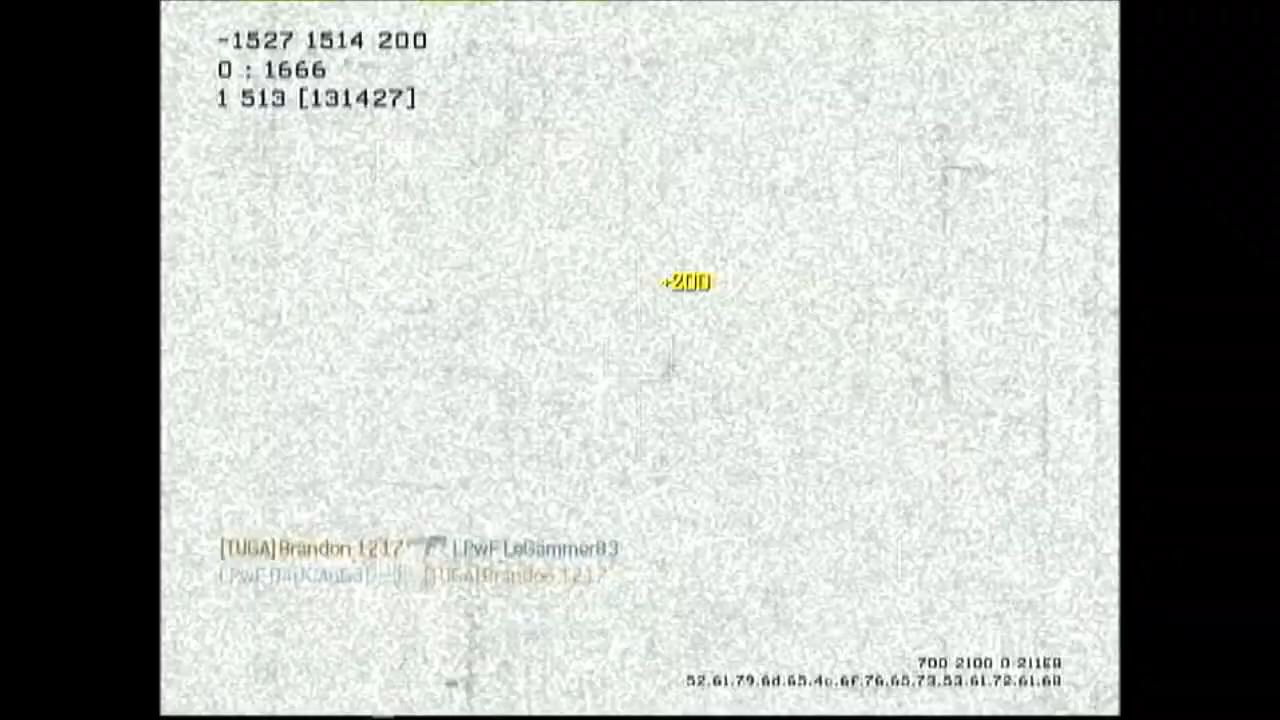 -1527 1514 200
0 : 1666
1 513 [131427]
+200
[TUGA]Brandon 1217 LeGammer83
[TUGA]Brandon 1217
700 2100 0 21168
52.61.79.6d.65.4c.6f.76.65.73.53.61.72.61.68